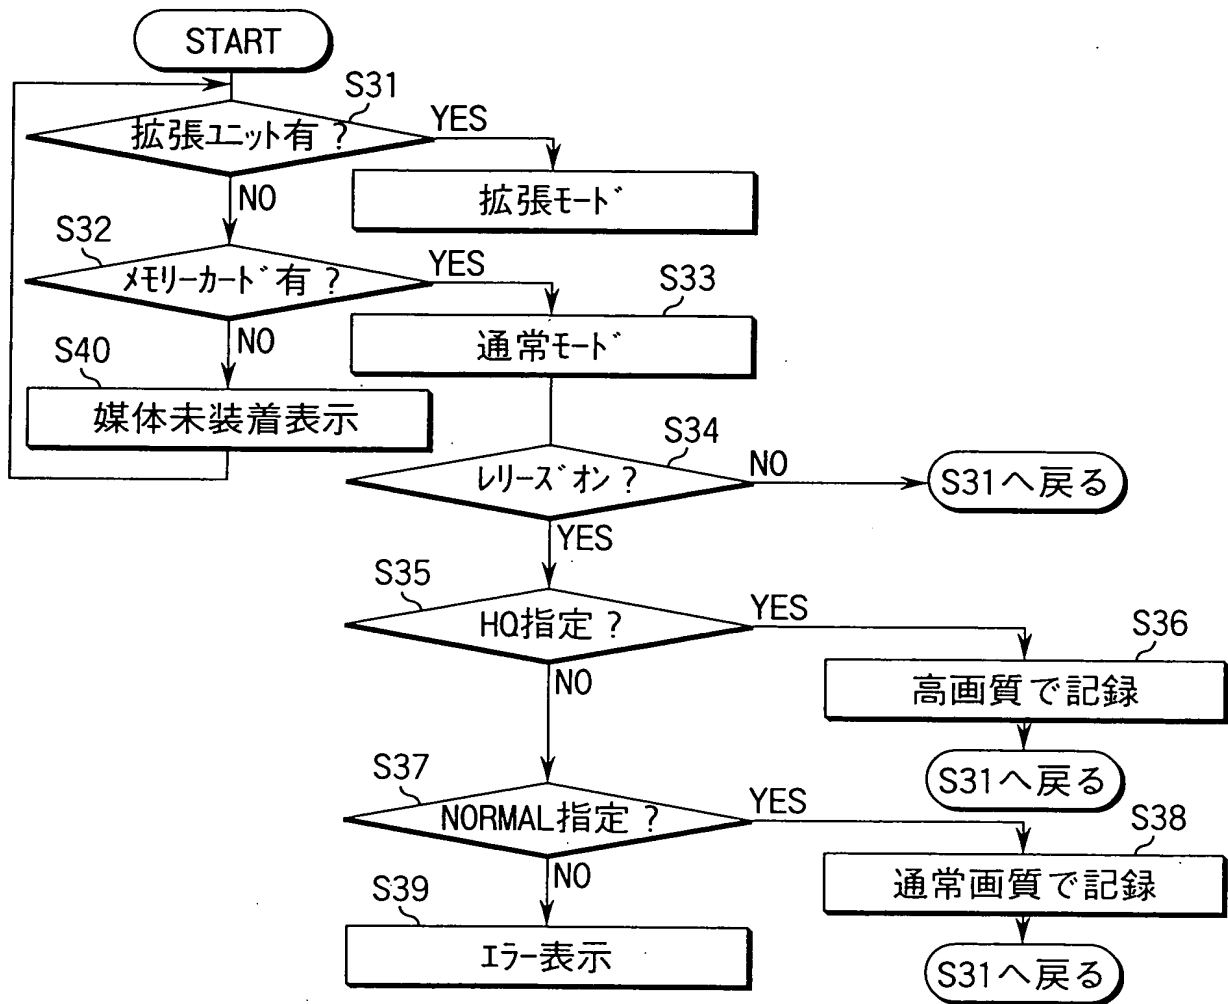 START
S31
拡張ユニット有？
YES
NO
拡張モード
S32
メモリーカード有？
YES
NO
S33
通常モード
S40
媒体未装着表示
S34
レリーズオン？
NO
S31へ戻る
YES
S35
HQ指定？
YES
NO
S36
高画質で記録
S31へ戻る
S37
NORMAL指定？
YES
NO
S38
通常画質で記録
S31へ戻る
S39
エラー表示